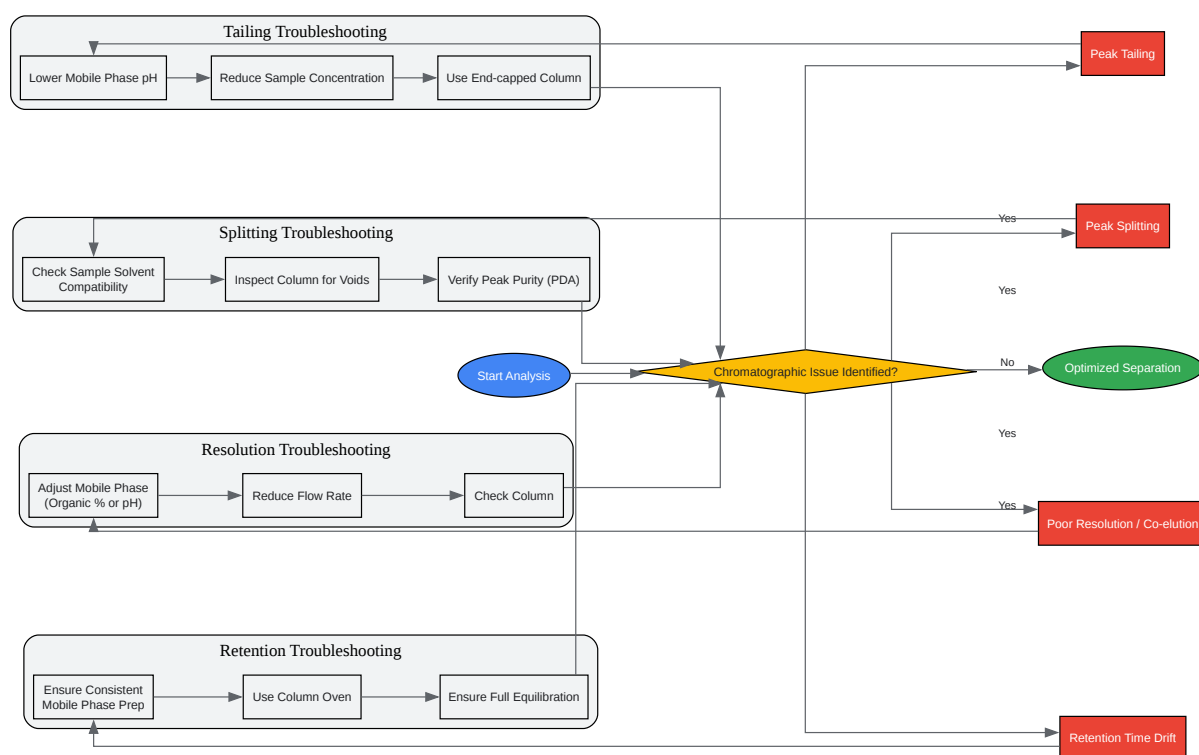 Tailing Troubleshooting
Lower Mobile Phase pH
Reduce Sample Concentration
Use End-capped Column
Peak Tailing
Splitting Troubleshooting
Check Sample Solvent
Compatibility
Inspect Column for Voids
Verify Peak Purity (PDA)
Yes
Peak Splitting
Yes
Start Analysis
Chromatographic Issue Identified?
No
Optimized Separation
Yes
Resolution Troubleshooting
Adjust Mobile Phase
(Organic % or pH)
Reduce Flow Rate
Check Column
Yes
Poor Resolution / Co-elution
Retention Troubleshooting
Ensure Consistent
Mobile Phase Prep
Use Column Oven
Ensure Full Equilibration
Retention Time Drift